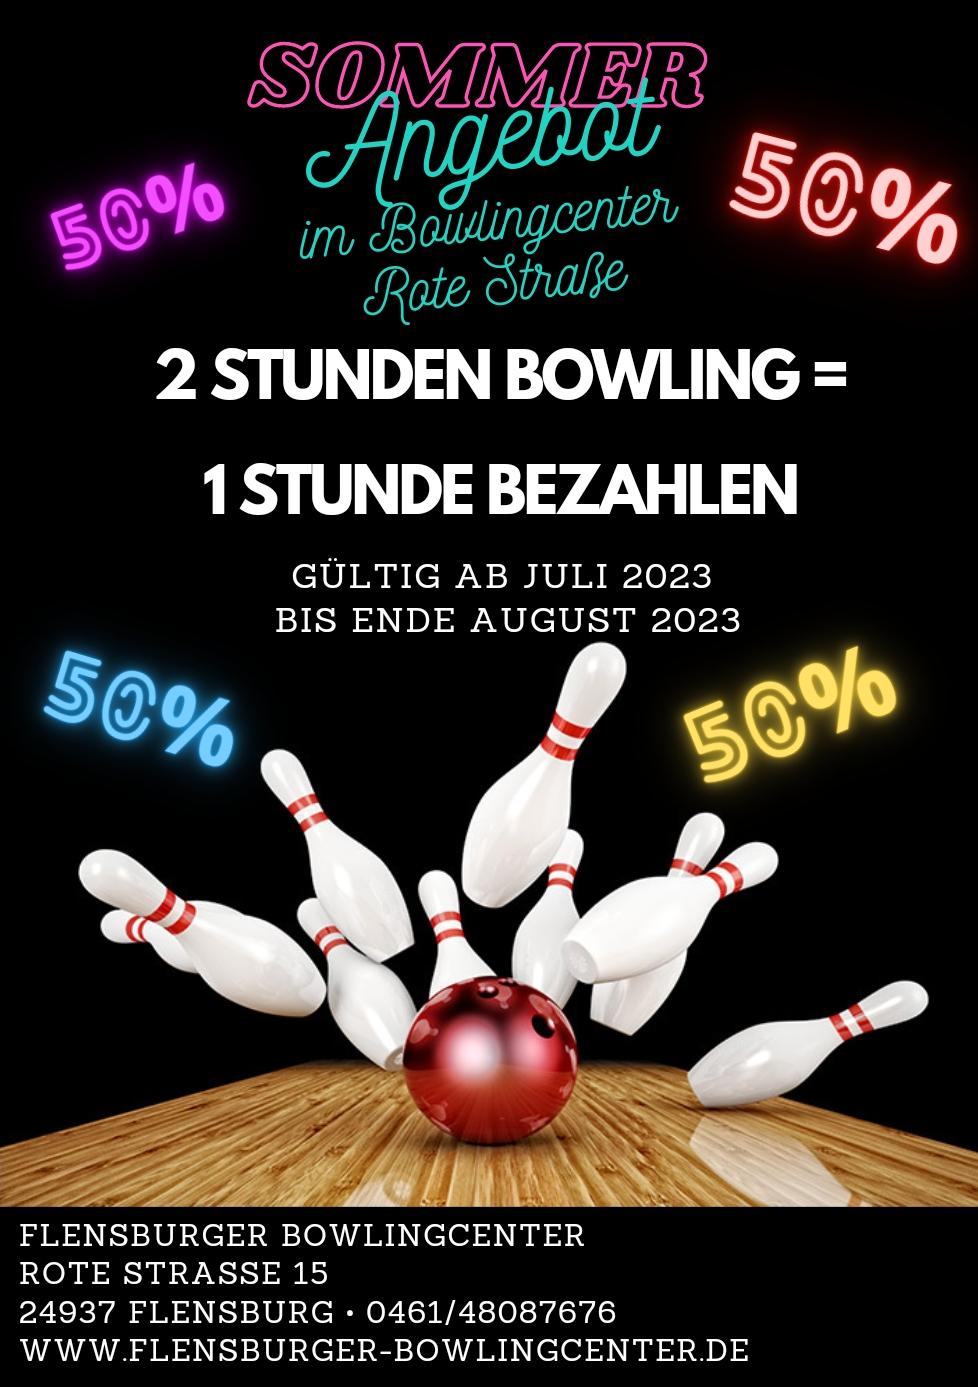 SOMMER
Angebot
50%
50%
im Bowlingcenter
Rote Straße
2 STUNDEN BOWLING =
1 STUNDE BEZAHLEN
GÜLTIG AB JULI 2023
BIS ENDE AUGUST 2023
50%
50%
FLENSBURGER BOWLINGCENTER
ROTE STRASSE 15
24937 FLENSBURG • 0461/48087676
WWW.FLENSBURGER-BOWLINGCENTER.DE